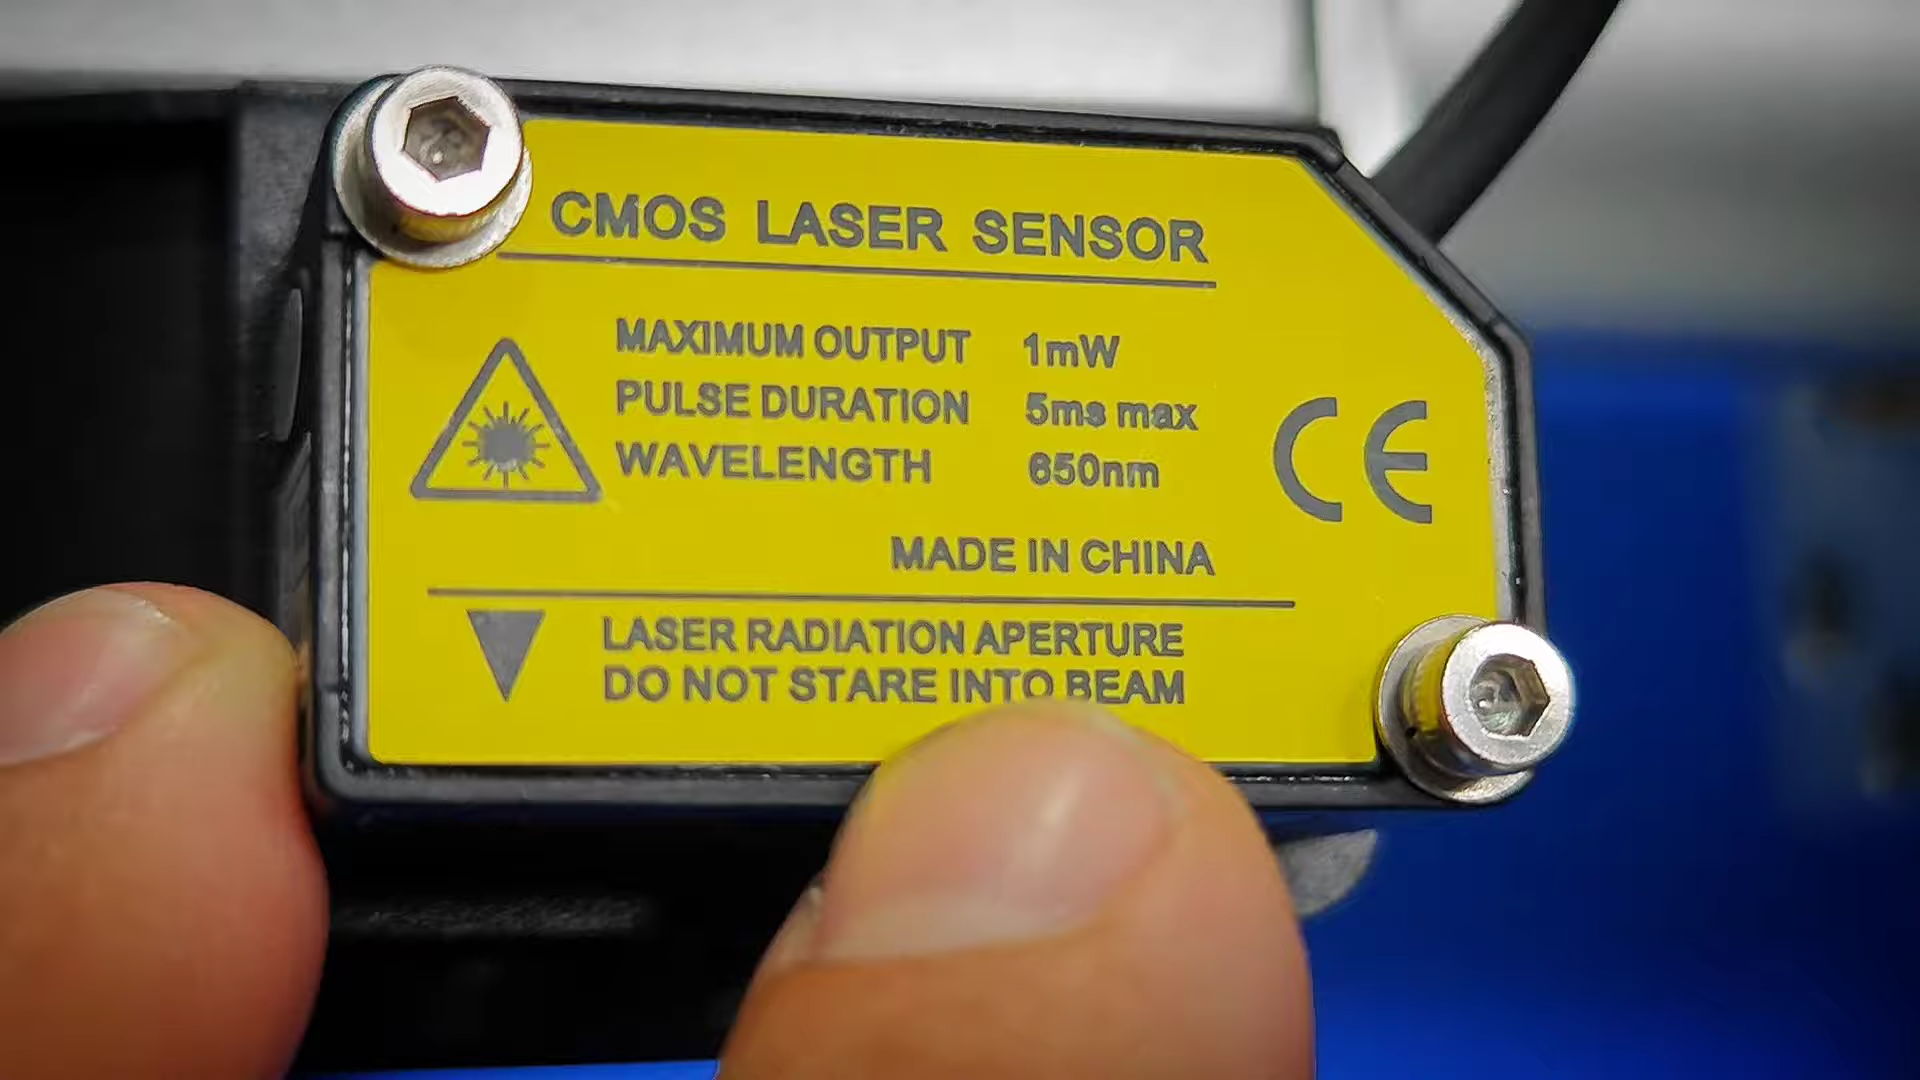 CMOS LASER SENSOR
MAXIMUM OUTPUT 1mW
PULSE DURATION 5ms max
WAVELENGTH 650nm
CE
MADE IN CHINA
LASER RADIATION APERTURE
DO NOT STARE INTO BEAM